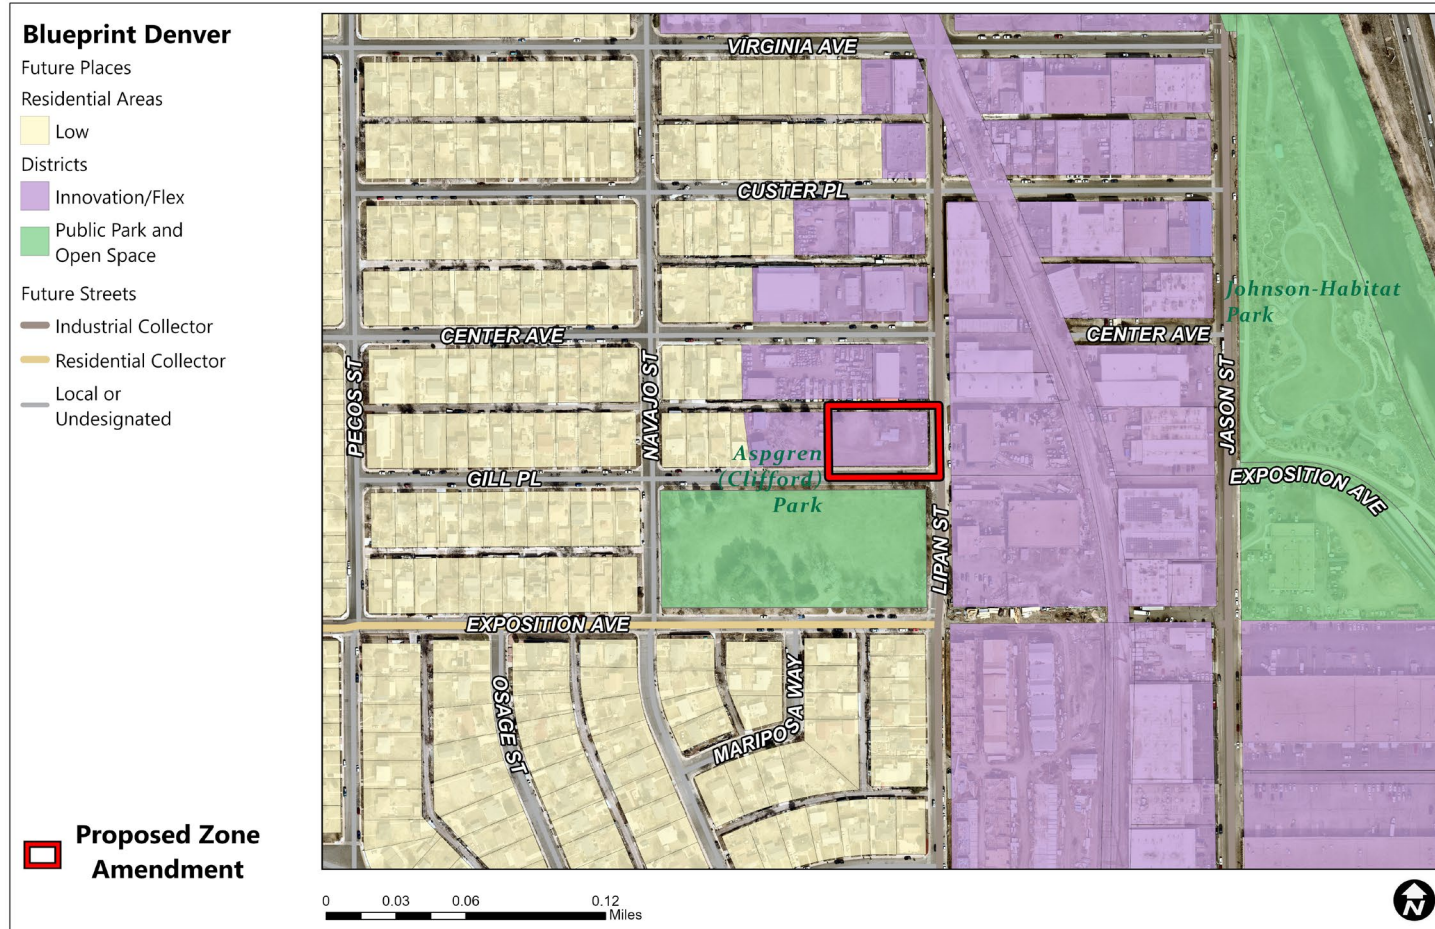 Blueprint Denver
Future Places
Residential Areas
Low
Districts
Innovation/Flex
Public Park and
Open Space
Future Streets
Industrial Collector
Residential Collector
Local or
Undesignated
Proposed Zone
Amendment
VIRGINIA AVE
CUSTER PL
CENTER AVE
CENTER AVE
Johnson-Habitat
Park
PECOS ST
NAVAJO ST
JASON ST
Aspgren
(Clifford)
Park
GILL PL
EXPOSITION AVE
LIPAN ST
EXPOSITION AVE
OSAGE ST
MARIPOSA WAY
0 0.03 0.06 0.12
Miles
N